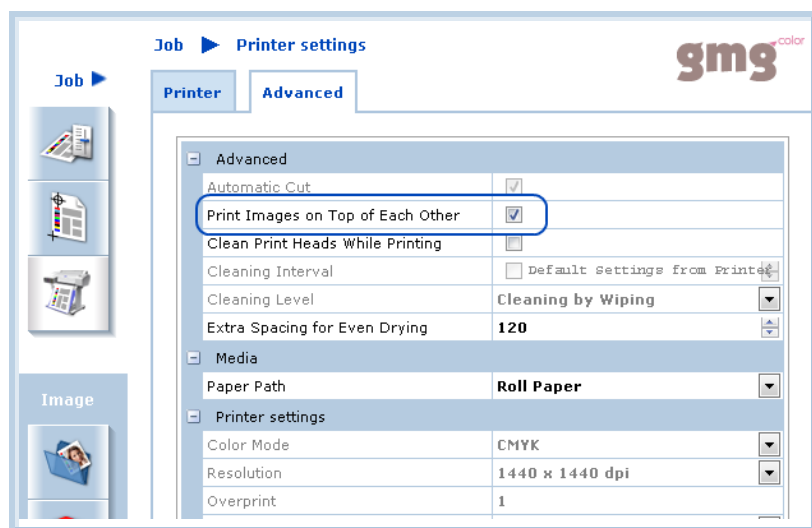 Job ▶ Printer settings
gmg color
Job ▶
Printer Advanced
Advanced
Automatic Cut
Print Images on Top of Each Other
Clean Print Heads While Printing
Cleaning Interval Default Settings from Printer
Cleaning Level Cleaning by Wiping
Extra Spacing for Even Drying 120
Media
Paper Path Roll Paper
Image
Printer settings
Color Mode CMYK
Resolution 1440 x 1440 dpi
Overprint 1